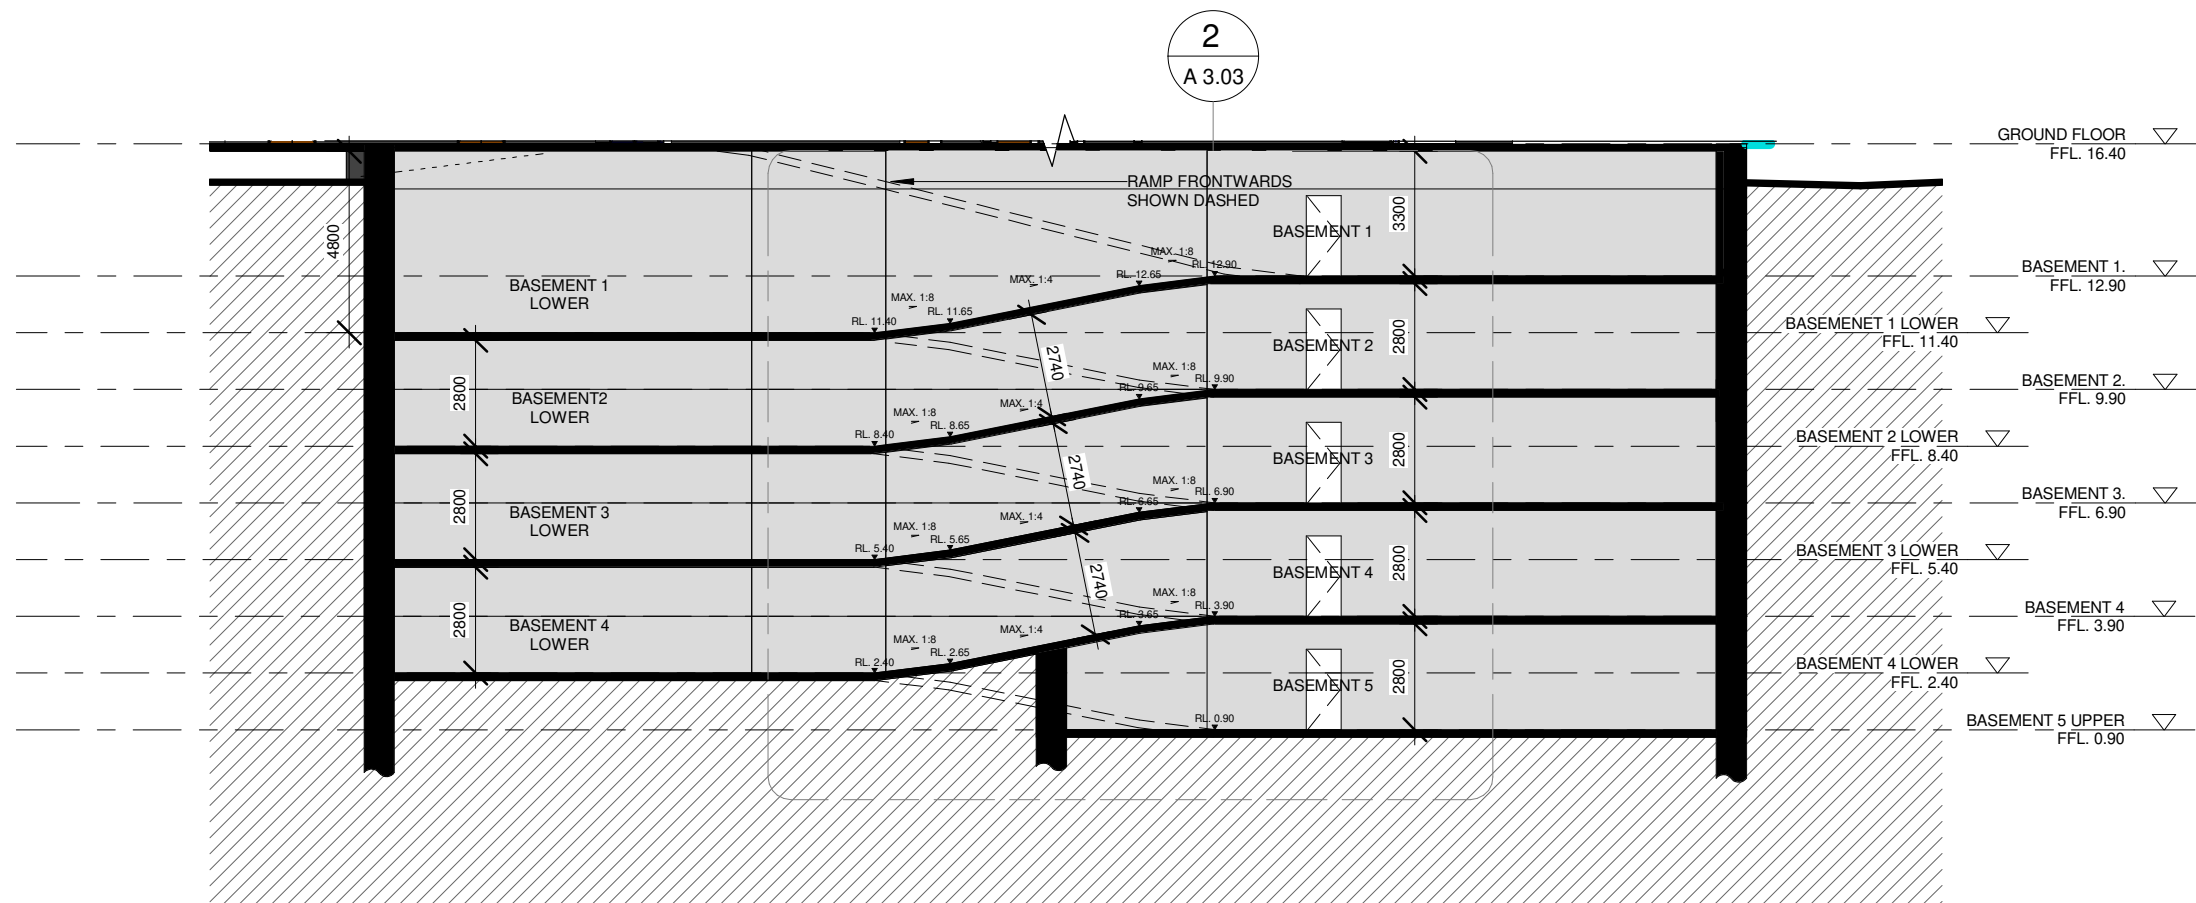 2
A 3.03
GROUND FLOOR
FFL. 16.40
RAMP FRONTWARDS
SHOWN DASHED
3300
4800
BASEMENT 1
MAX. 1:8
RL. 12.90
RL. 12.65
MAX. 1:4
BASEMENT 1.
FFL. 12.90
BASEMENT 1
LOWER
MAX. 1:8
RL. 11.65
RL. 11.40
BASEMENET 1 LOWER
FFL. 11.40
2740
BASEMENT 2
2800
MAX. 1:8
RL. 9.90
RL. 9.65
MAX. 1:4
BASEMENT 2.
FFL. 9.90
2800
BASEMENT2
LOWER
MAX. 1:8
RL. 8.65
RL. 8.40
BASEMENT 2 LOWER
FFL. 8.40
2740
BASEMENT 3
2800
MAX. 1:8
RL. 6.90
RL. 6.65
MAX. 1:4
BASEMENT 3.
FFL. 6.90
2800
BASEMENT 3
LOWER
MAX. 1:8
RL. 5.65
RL. 5.40
BASEMENT 3 LOWER
FFL. 5.40
2740
BASEMENT 4
2800
MAX. 1:8
RL. 3.90
RL. 3.65
MAX. 1:4
BASEMENT 4
FFL. 3.90
2800
BASEMENT 4
LOWER
MAX. 1:8
RL. 2.65
RL. 2.40
BASEMENT 4 LOWER
FFL. 2.40
BASEMENT 5
2800
RL. 0.90
BASEMENT 5 UPPER
FFL. 0.90